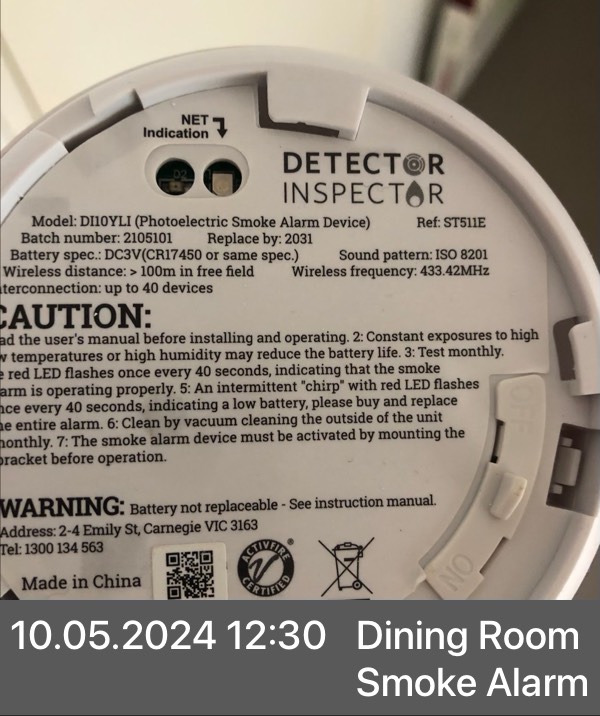 NET
Indication
D2
DETECTOR
INSPECTOR
Model: DI10YLI (Photoelectric Smoke Alarm Device) Ref: ST511E
Batch number: 2105101 Replace by: 2031
Battery spec.: DC3V(CR17450 or same spec.) Sound pattern: ISO 8201
Wireless distance: > 100m in free field Wireless frequency: 433.42MHz
terconnection: up to 40 devices
CAUTION:
ad the user's manual before installing and operating. 2: Constant exposures to high
w temperatures or high humidity may reduce the battery life. 3: Test monthly.
e red LED flashes once every 40 seconds, indicating that the smoke
arm is operating properly. 5: An intermittent "chirp" with red LED flashes
nce every 40 seconds, indicating a low battery, please buy and replace
he entire alarm. 6: Clean by vacuum cleaning the outside of the unit
monthly. 7: The smoke alarm device must be activated by mounting the
bracket before operation.
OFF
WARNING: Battery not replaceable - See instruction manual.
Address: 2-4 Emily St, Carnegie VIC 3163
Tel: 1300 134 563
Made in China
ACTIVFIRE
CERTIFIED
®
ON
10.05.2024 12:30 Dining Room
Smoke Alarm